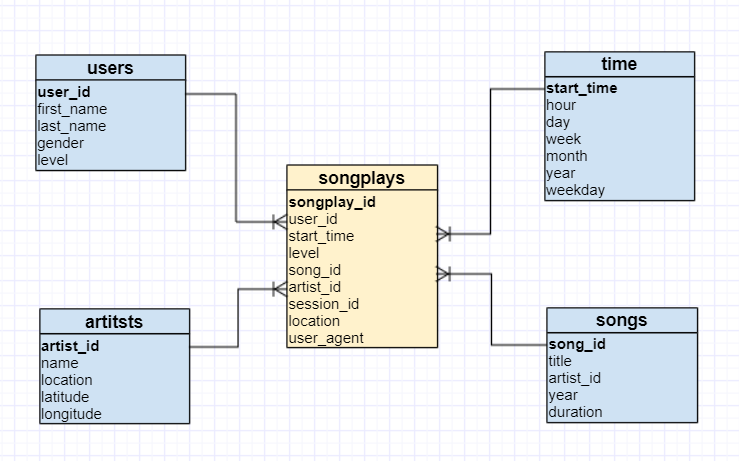 users
user_id
first_name
last_name
gender
level
time
start_time
hour
day
week
month
year
weekday
songplays
songplay_id
user_id
start_time
level
song_id
artist_id
session_id
location
user_agent
artitsts
artist_id
name
location
latitude
longitude
songs
song_id
title
artist_id
year
duration